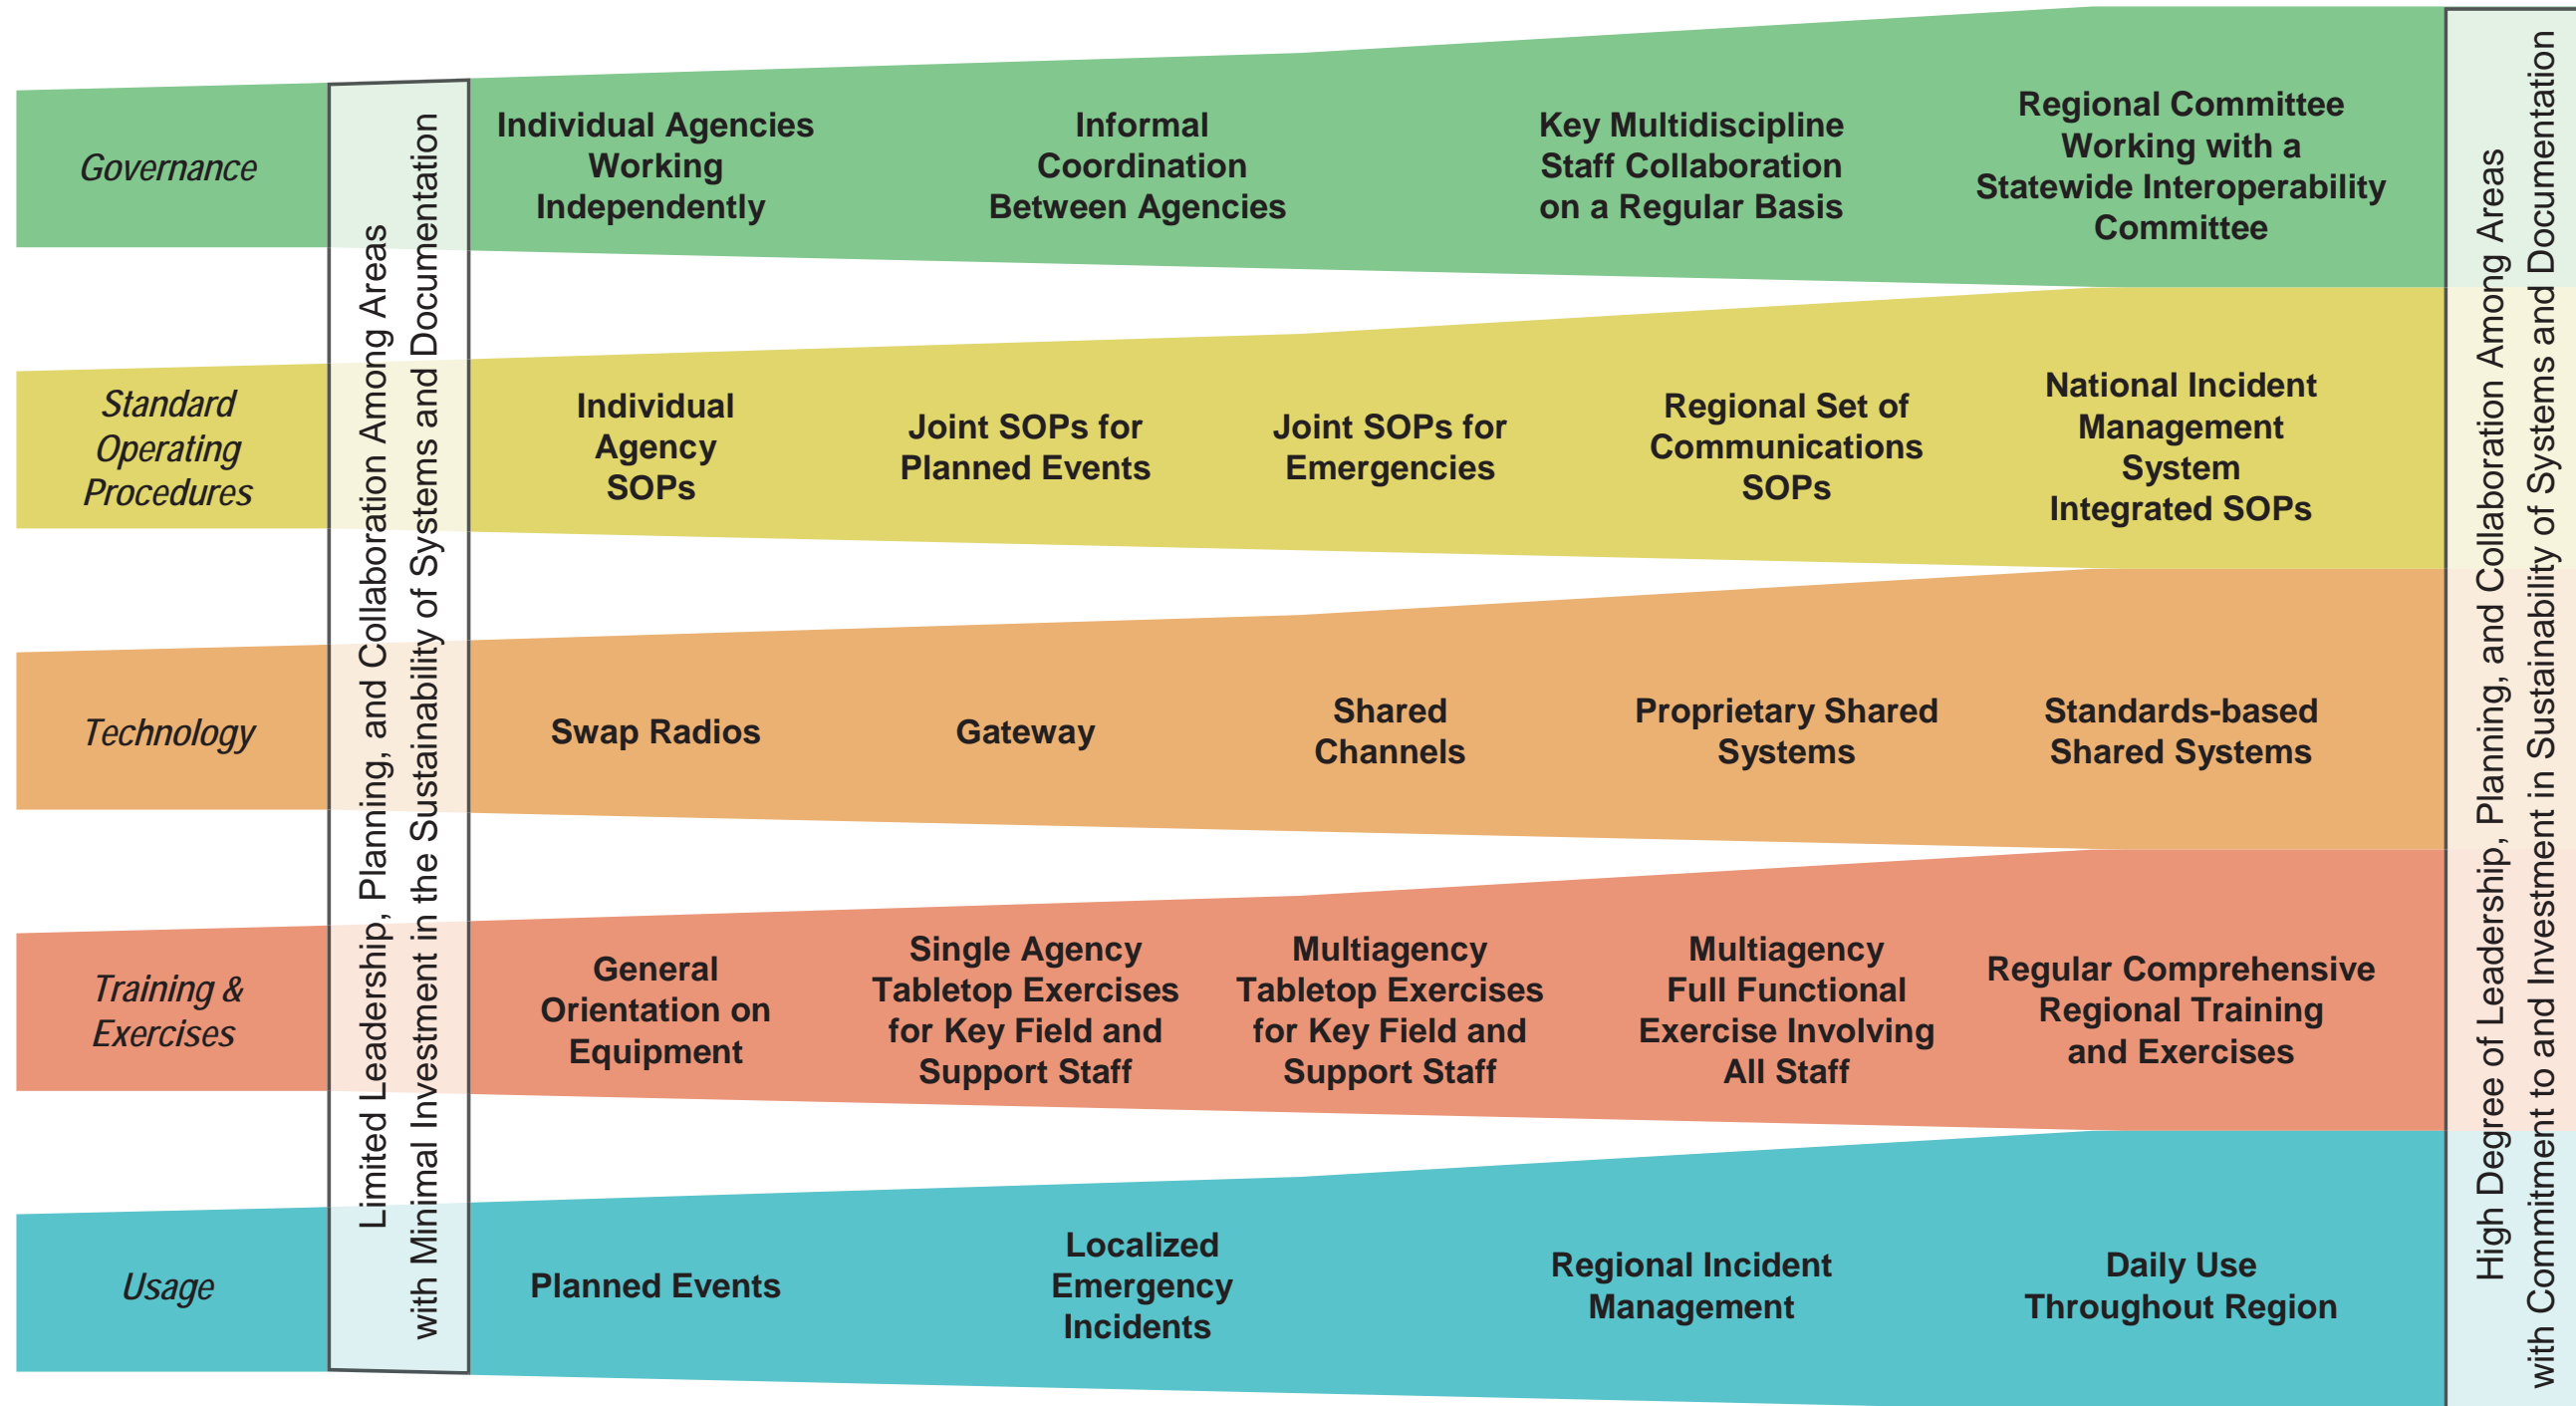 Governance
Limited Leadership, Planning, and Collaboration Among Areas
with Minimal Investment in the Sustainability of Systems and Documentation
Individual Agencies
Working
Independently
Informal
Coordination
Between Agencies
Key Multidiscipline
Staff Collaboration
on a Regular Basis
Regional Committee
Working with a
Statewide Interoperability
Committee
High Degree of Leadership, Planning, and Collaboration Among Areas
with Commitment to and Investment in Sustainability of Systems and Documentation
Standard
Operating
Procedures
Individual
Agency
SOPs
Joint SOPs for
Planned Events
Joint SOPs for
Emergencies
Regional Set of
Communications
SOPs
National Incident
Management
System
Integrated SOPs
Technology
Swap Radios
Gateway
Shared
Channels
Proprietary Shared
Systems
Standards-based
Shared Systems
Training &
Exercises
General
Orientation on
Equipment
Single Agency
Tabletop Exercises
for Key Field and
Support Staff
Multiagency
Tabletop Exercises
for Key Field and
Support Staff
Multiagency
Full Functional
Exercise Involving
All Staff
Regular Comprehensive
Regional Training
and Exercises
Usage
Planned Events
Localized
Emergency
Incidents
Regional Incident
Management
Daily Use
Throughout Region